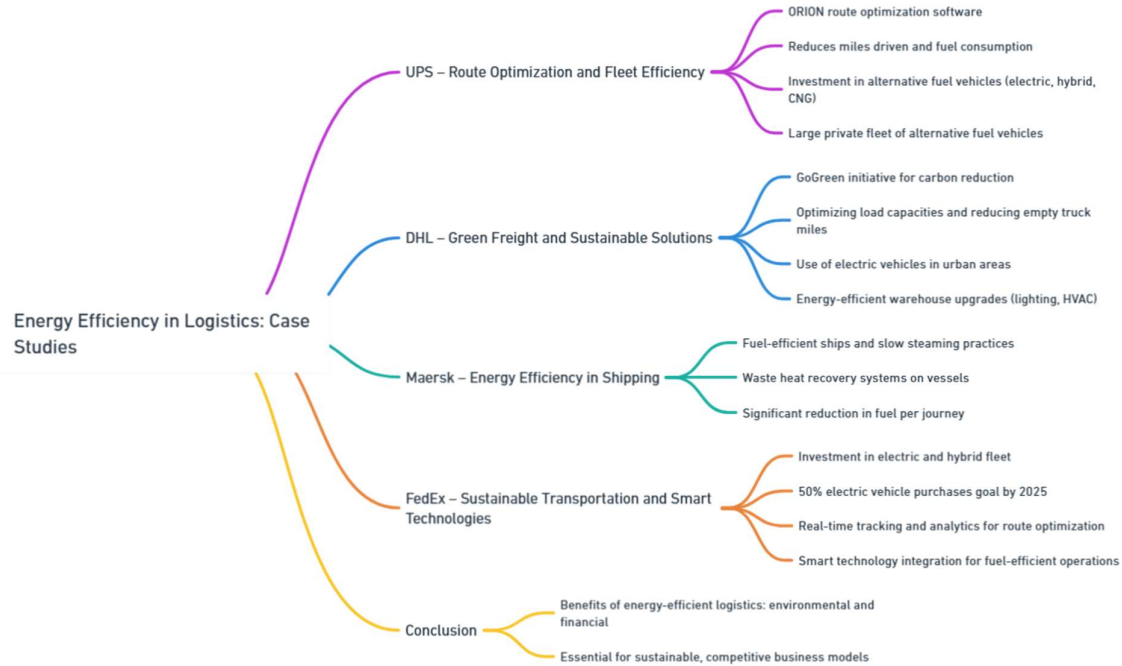 Energy Efficiency in Logistics: Case
Studies
UPS – Route Optimization and Fleet Efficiency
ORION route optimization software
Reduces miles driven and fuel consumption
Investment in alternative fuel vehicles (electric, hybrid,
CNG)
Large private fleet of alternative fuel vehicles
DHL – Green Freight and Sustainable Solutions
GoGreen initiative for carbon reduction
Optimizing load capacities and reducing empty truck
miles
Use of electric vehicles in urban areas
Energy-efficient warehouse upgrades (lighting, HVAC)
Maersk – Energy Efficiency in Shipping
Fuel-efficient ships and slow steaming practices
Waste heat recovery systems on vessels
Significant reduction in fuel per journey
FedEx – Sustainable Transportation and Smart
Technologies
Investment in electric and hybrid fleet
50% electric vehicle purchases goal by 2025
Real-time tracking and analytics for route optimization
Smart technology integration for fuel-efficient operations
Conclusion
Benefits of energy-efficient logistics: environmental and
financial
Essential for sustainable, competitive business models